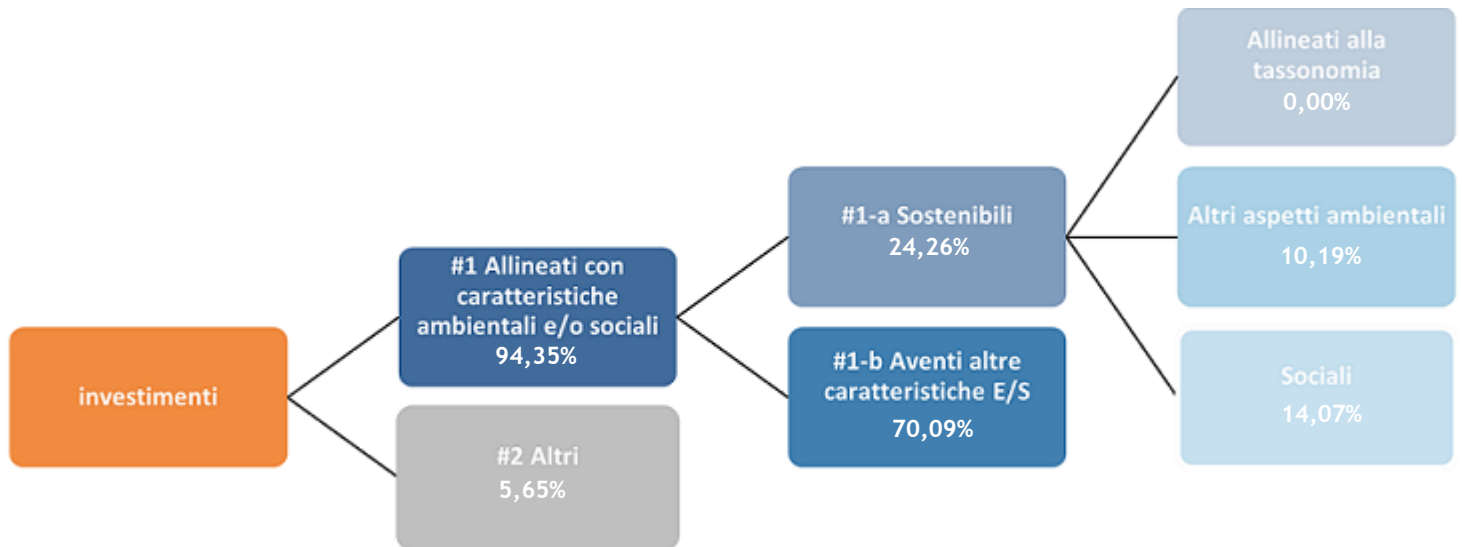 investimenti
#1 Allineati con
caratteristiche
ambientali e/o sociali
94,35%
#2 Altri
5,65%
#1-a Sostenibili
24,26%
#1-b Aventi altre
caratteristiche E/S
70,09%
Allineati alla
tassonomia
0,00%
Altri aspetti ambientali
10,19%
Sociali
14,07%